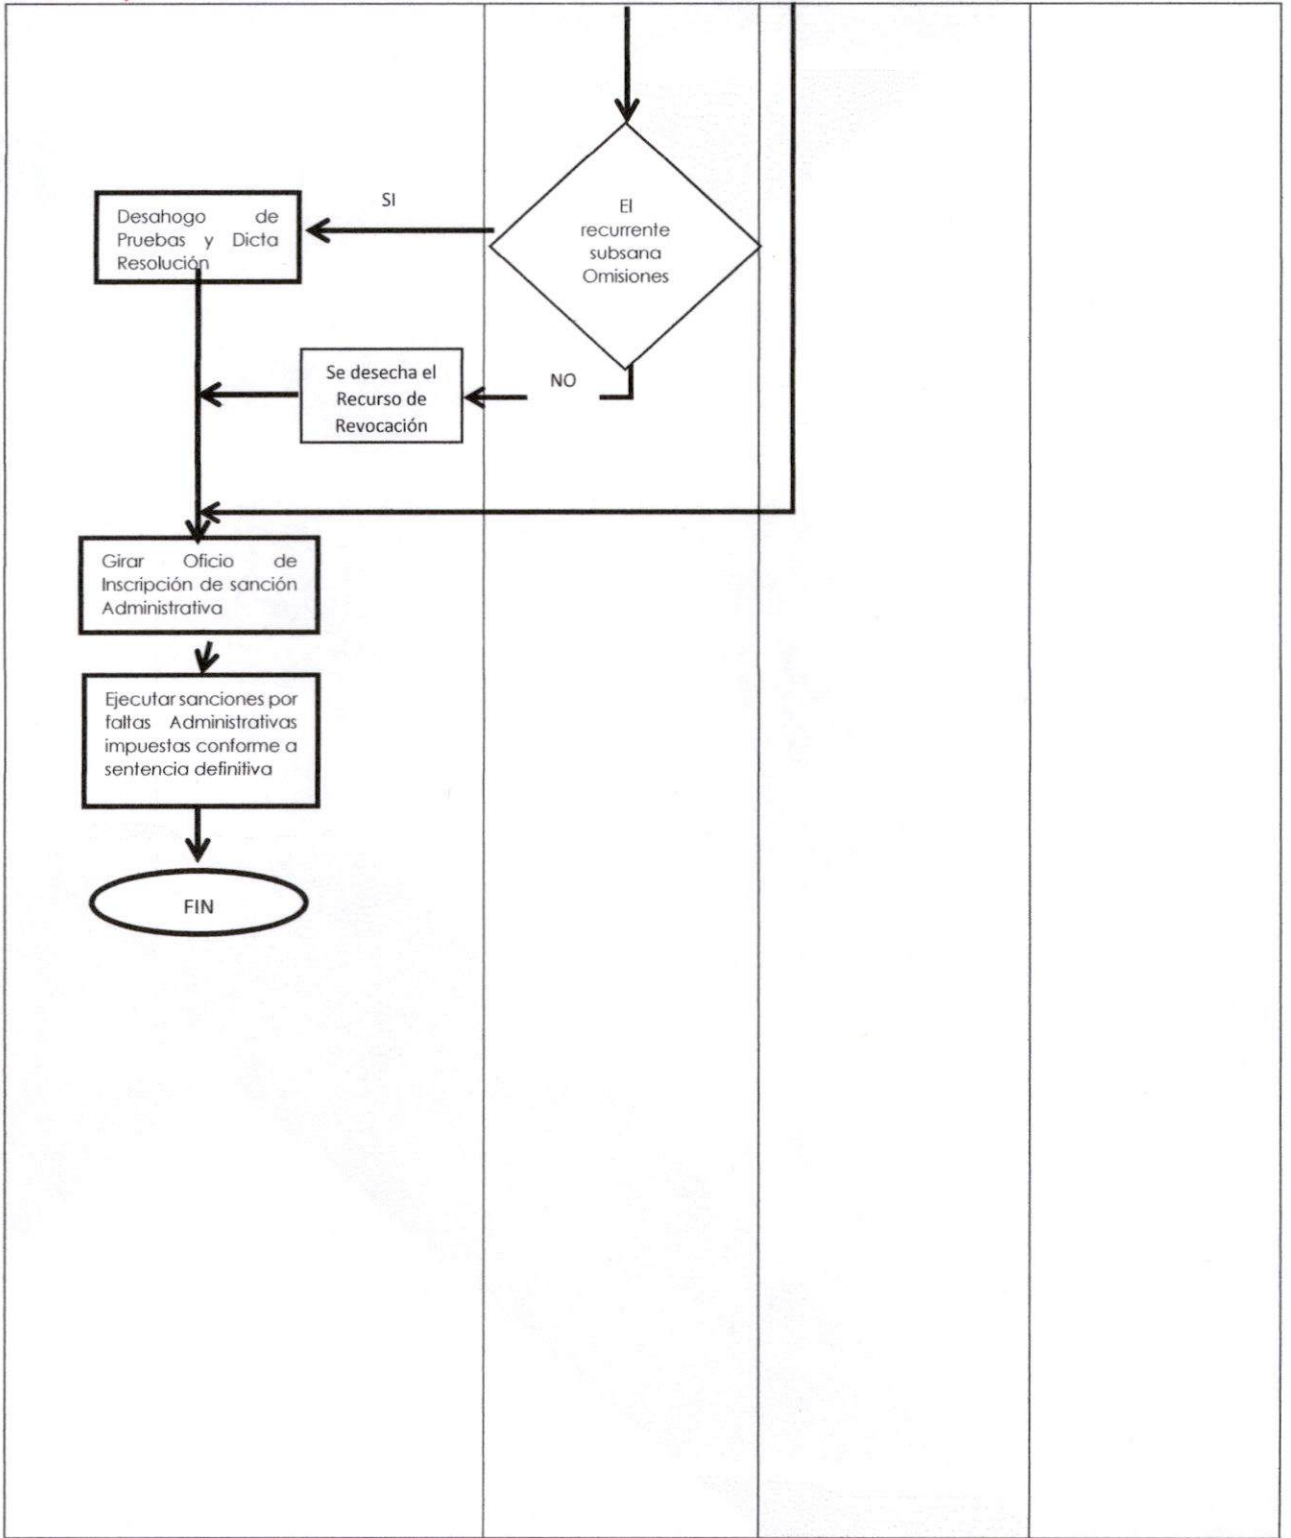 El
recurrente
subsana
Omisiones
SI
Desahogo de
Pruebas y Dicta
Resolución
NO
Se desecha el
Recurso de
Revocación
Girar Oficio de
Inscripción de sanción
Administrativa
Ejecutar sanciones por
faltas Administrativas
impuestas conforme a
sentencia definitiva
FIN